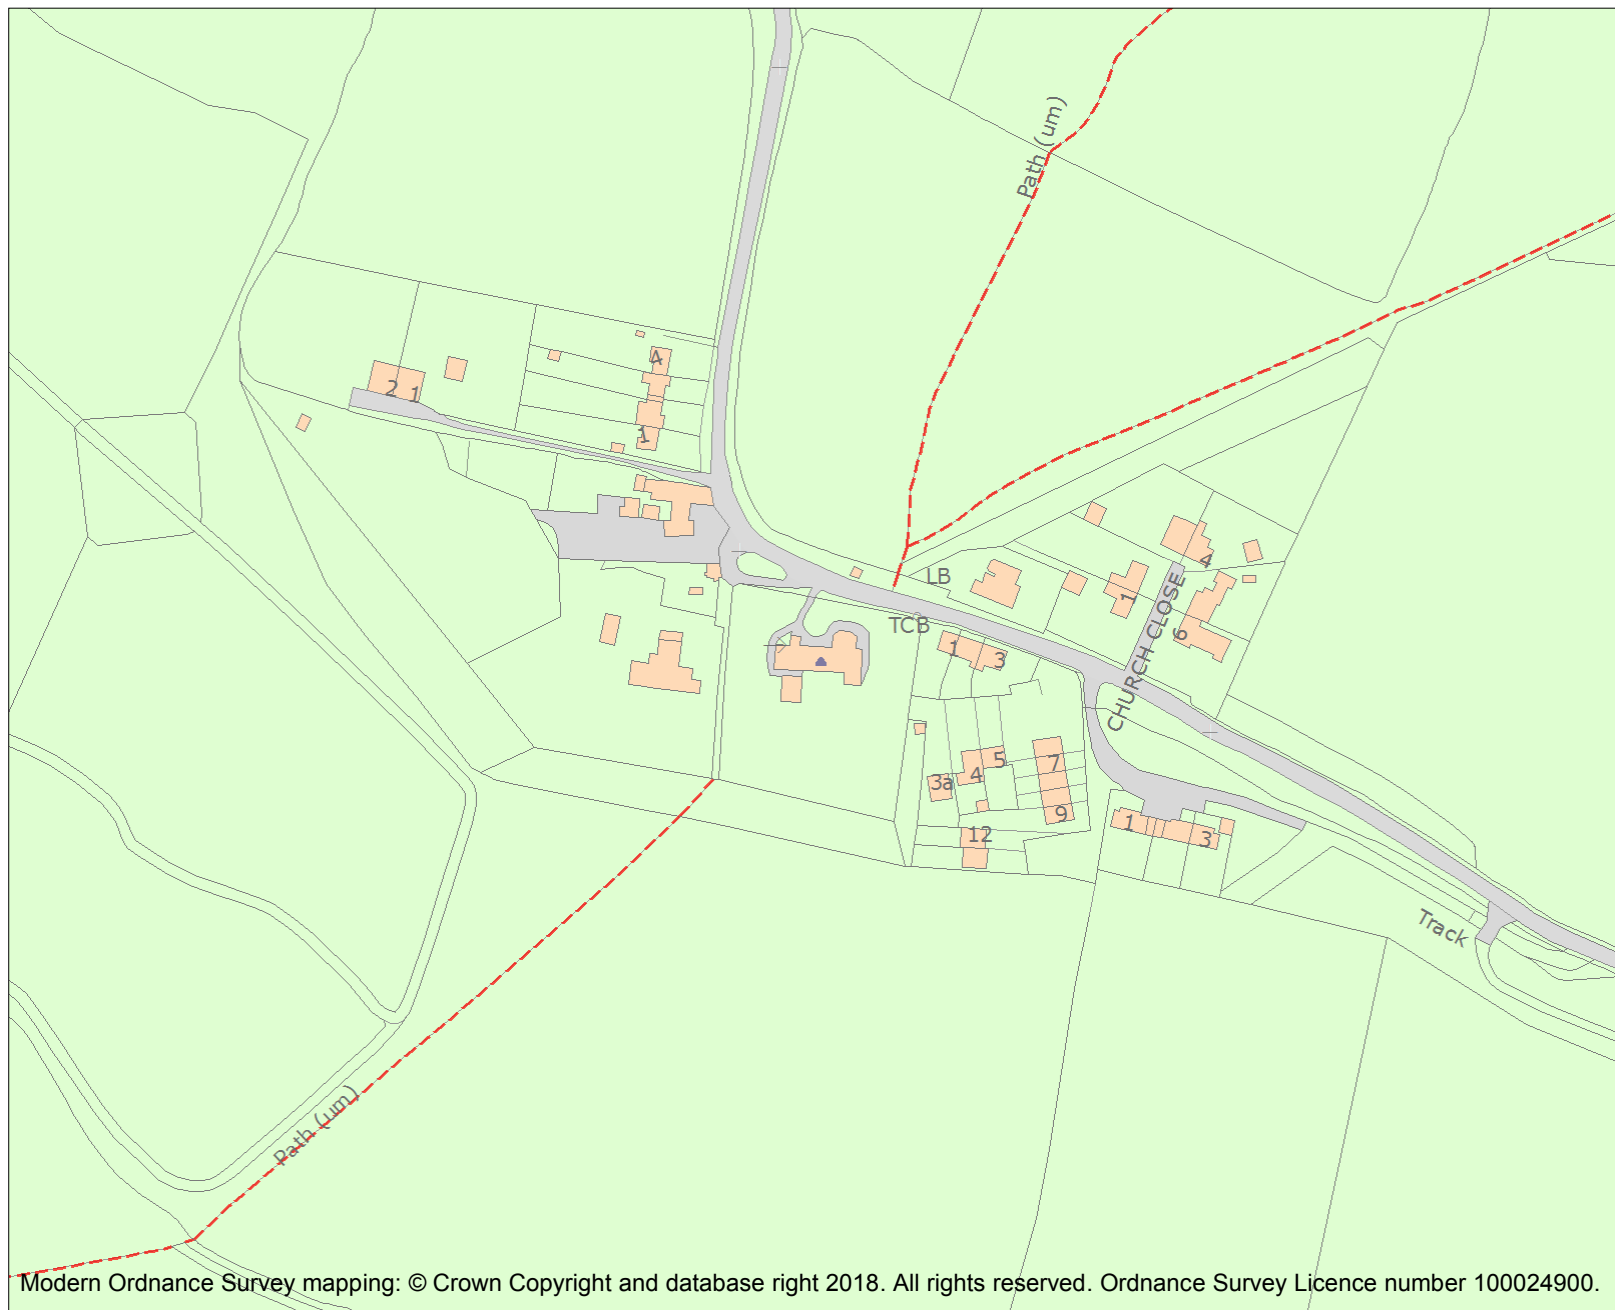 Path (um)
4
2
1
1
LB
4
1
CHURCH CLOSE
TCB
6
1
3
5
7
4
3a
9
12
1
3
Track
Path (um)
Modern Ordnance Survey mapping: © Crown Copyright and database right 2018. All rights reserved. Ordnance Survey Licence number 100024900.